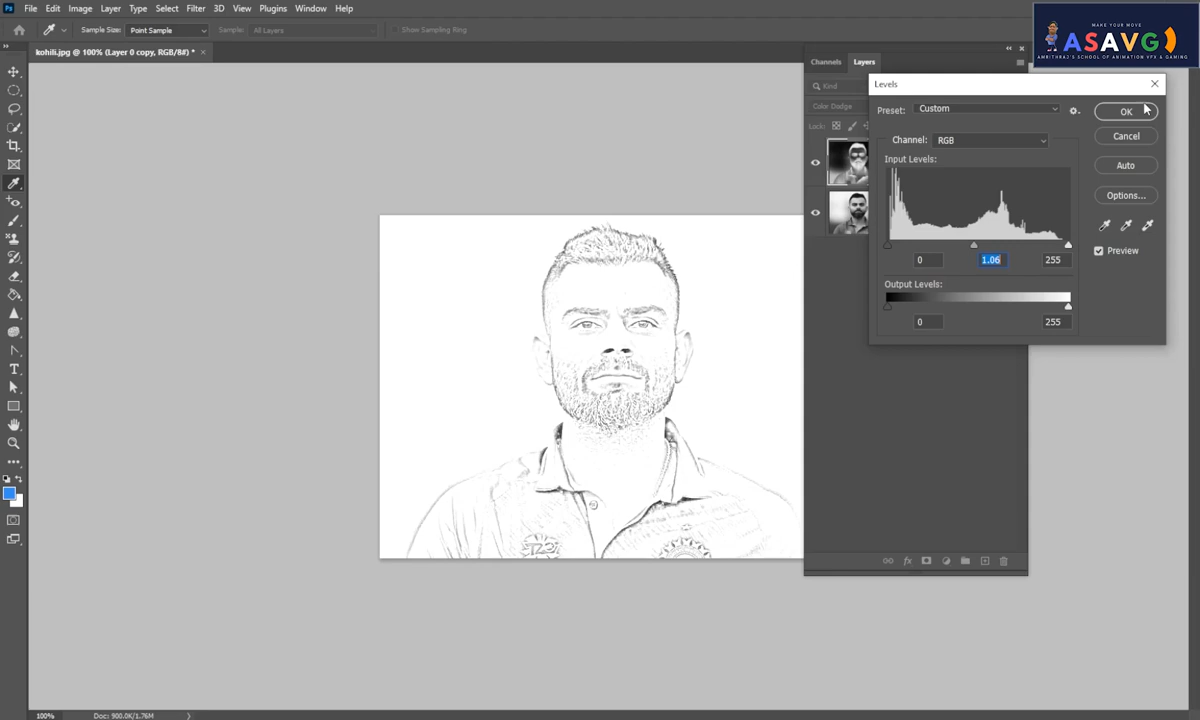 Ps File Edit Image Layer Type Select Filter 3D View Plugins Window Help
Sample Size: Point Sample Sample: All Layers Show Sampling Ring
MAKE YOUR MOVE
ASAVG
AMRITHRAJ'S SCHOOL OF ANIMATION VFX & GAMING
kohili.jpg @ 100% (Layer 0 copy, RGB/8#) * ×
Channels Layers
Kind
Color Dodge
Lock:
Levels
Preset: Custom
OK
Channel: RGB
Cancel
Input Levels:
Auto
Options...
Preview
0 1.06 255
Output Levels:
0 255
T
fx
100% Doc: 900.0K/1.76M